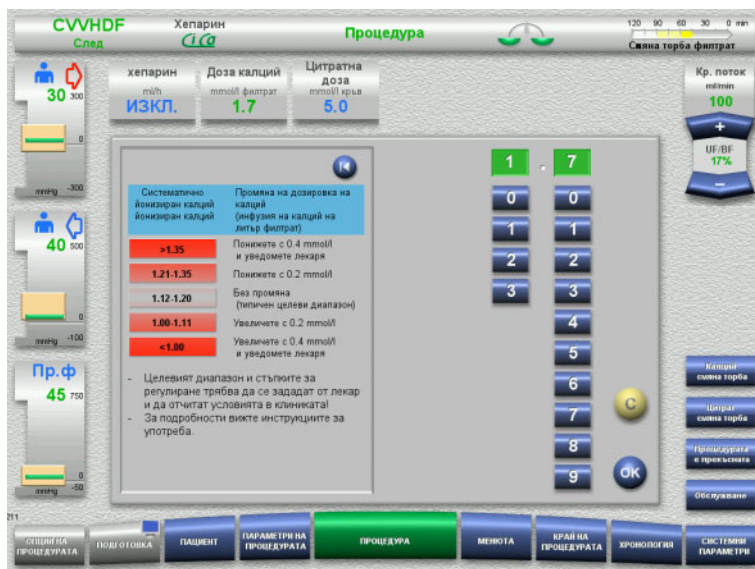 CVVHDF
След
Хепарин
CiCa
Процедура
120 90 60 30 0 min
Смяна торба филтрат
30
300
0
mmHg -300
40
500
0
mmHg -100
Пр.ф
45
750
0
mmHg -50
хепарин
ml/h
ИЗКЛ.
Доза калций
mmol/l филтрат
1.7
Цитратна
доза
mmol/l кръв
5.0
Кр. поток
ml/min
100
+
UF/BF
17%
−
Систематично
йонизиран калций
йонизиран калций
Промяна на дозировка на
калций
(инфузия на калций на
литър филтрат)
>1.35
Понижете с 0.4 mmol/l
и уведомете лекаря
1.21-1.35
Понижете с 0.2 mmol/l
1.12-1.20
Без промяна
(типичен целеви диапазон)
1.00-1.11
Увеличете с 0.2 mmol/l
<1.00
Увеличете с 0.4 mmol/l
и уведомете лекаря
- Целевият диапазон и стъпките за
регулиране трябва да се зададат от лекар
и да отчитат условията в клиниката!
- За подробности вижте инструкциите за
употреба.
1 . 7
0 0
1 1
2 2
3 3
4
5
6
7
8
9
C
OK
Калции
смяна торба
Цитрат
смяна торба
Процедурата
е прекъсната
Обслужване
211
ОПЦИИ НА
ПРОЦЕДУРАТА
ПОДГОТОВКА
ПАЦИЕНТ
ПАРАМЕТРИ НА
ПРОЦЕДУРАТА
ПРОЦЕДУРА
МЕНЮТА
КРАЙ НА
ПРОЦЕДУРАТА
ХРОНОЛОГИЯ
СИСТЕМНИ
ПАРАМЕТРИ